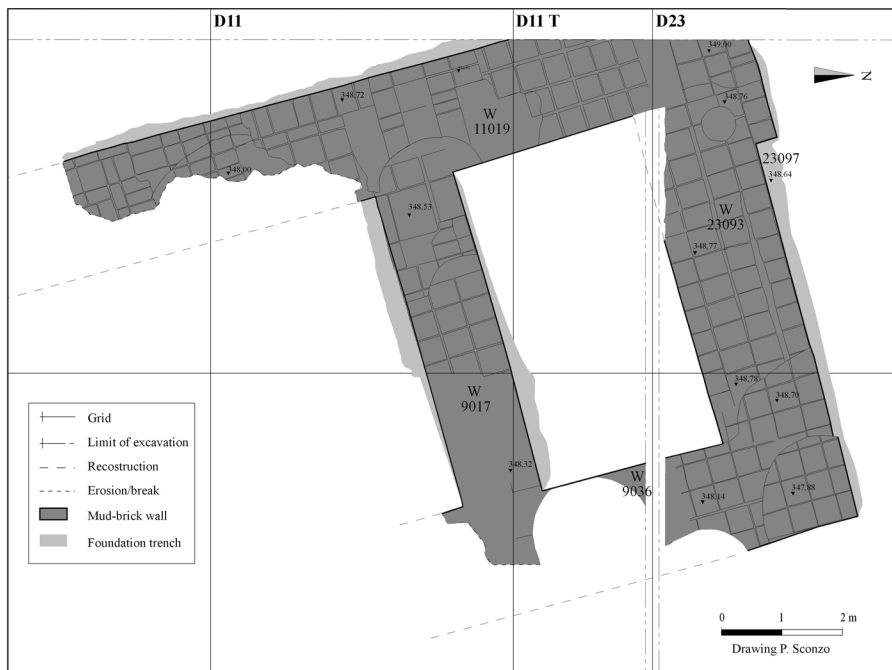 D11
D11 T
D23
349,00
N
348,72
348,76
W
11019
23097
348,64
348,00
348,53
W
23093
348,77
W
9017
348,78
348,70
Grid
Limit of excavation
Recostruction
Erosion/break
Mud-brick wall
Foundation trench
348,32
W
9036
348,14
347,88
0 1 2 m
Drawing P. Sconzo